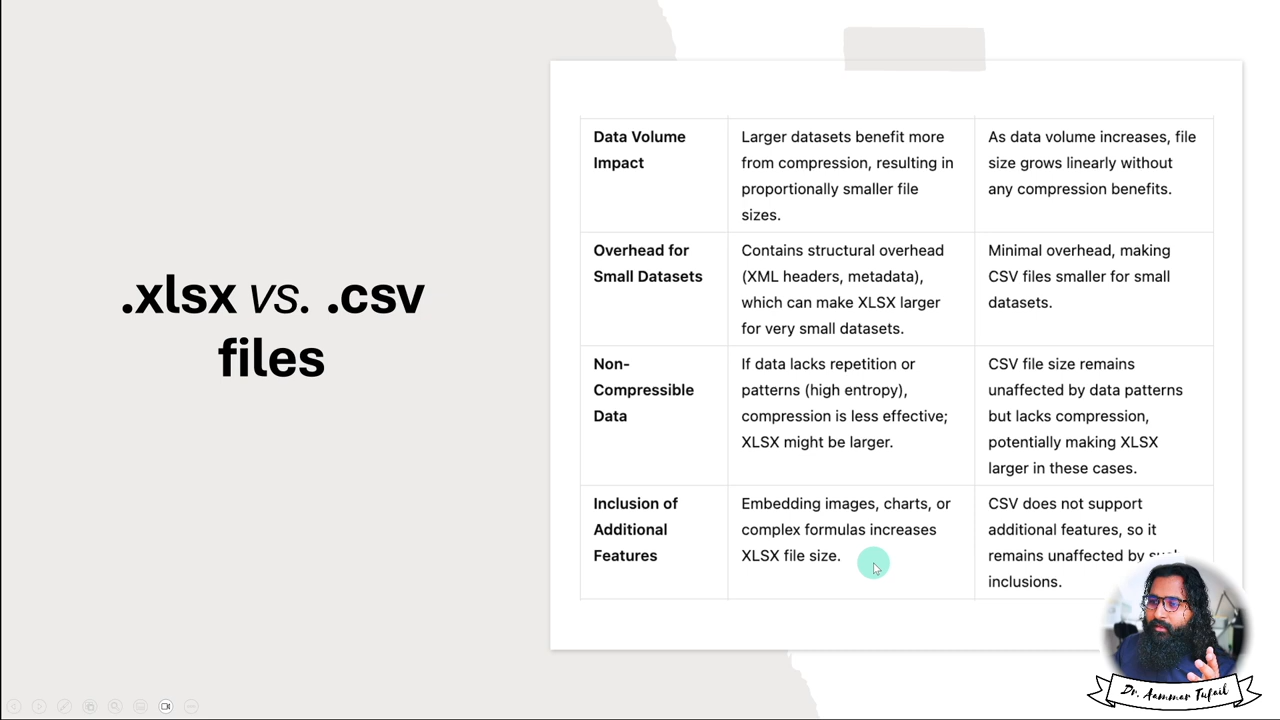 .xlsx vs. .csv
files
Data Volume
Impact
Larger datasets benefit more
from compression, resulting in
proportionally smaller file
sizes.
As data volume increases, file
size grows linearly without
any compression benefits.
Overhead for
Small Datasets
Contains structural overhead
(XML headers, metadata),
which can make XLSX larger
for very small datasets.
Minimal overhead, making
CSV files smaller for small
datasets.
Non-
Compressible
Data
If data lacks repetition or
patterns (high entropy),
compression is less effective;
XLSX might be larger.
CSV file size remains
unaffected by data patterns
but lacks compression,
potentially making XLSX
larger in these cases.
Inclusion of
Additional
Features
Embedding images, charts, or
complex formulas increases
XLSX file size.
CSV does not support
additional features, so it
remains unaffected by
inclusions.
Dr. Aammar Tufail